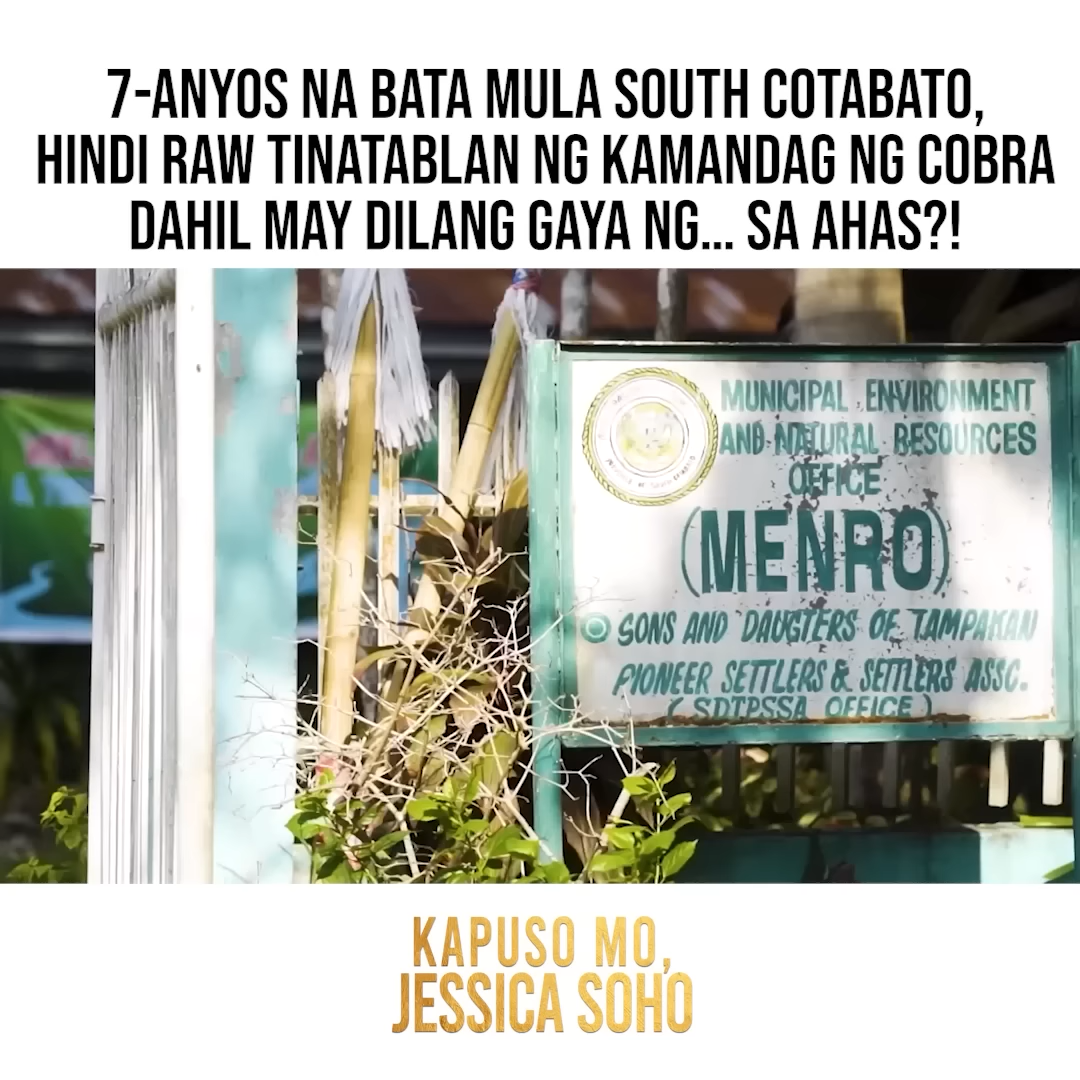 7-ANYOS NA BATA MULA SOUTH COTABATO,
HINDI RAW TINATABLAN NG KAMANDAG NG COBRA
DAHIL MAY DILANG GAYA NG... SA AHAS?!
MUNICIPAL ENVIRONMENT
AND NATURAL RESOURCES
OFFICE
(MENRO)
SONS AND DAUGTERS OF TAMPAKAN
PIONEER SETTLERS & SETTLERS ASSC.
( SDTPSSA OFFICE )
KAPUSO MO,
JESSICA SOHO